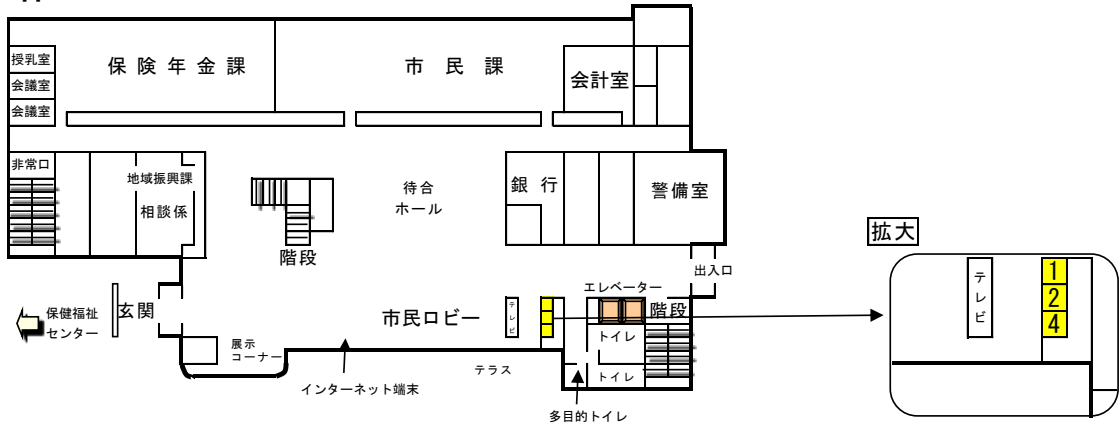 授乳室
会議室
会議室
保険年金課
市民課
会計室
非常口
地域振興課
相談係
階段
待合
ホール
銀行
警備室
拡大
出入口
エレベーター
階段
保健福祉
センター
玄関
市民ロビー
テレビ
トイレ
展示
コーナー
インターネット端末
テラス
トイレ
多目的トイレ
テレビ
1
2
4